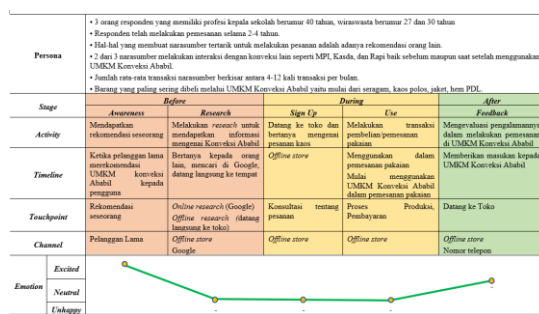 • 3 orang responden yang memiliki profesi kepala sekolah berumur 40 tahun, wiraswasta berumur 27 dan 30 tahun
• Responden telah melakukan pemesanan selama 2-4 tahun.
• Hal-hal yang membuat narasumber tertarik untuk melakukan pesanan adalah adanya rekomendasi orang lain.
Persona
• 2 dari 3 narasumber melakukan interaksi dengan konveksi lain seperti MPI, Kasda, dan Rapi baik sebelum maupun saat setelah menggunakan
UMKM Konveksi Ababil.
• Jumlah rata-rata transaksi narasumber berkisar antara 4-12 kali transaksi per bulan.
• Barang yang paling sering dibeli melalui UMKM Konveksi Ababil yaitu mulai dari seragam, kaos polos, jaket, hem PDL.
Stage
Before
During
After
Awareness
Research
Sign Up
Use
Feedback
Activity
Mendapatkan
rekomendasi seseorang
Melakukan reseach untuk
mendapatkan informasi
mengenai Konveksi Ababil
Datang ke toko dan
bertanya mengenai
pesanan kaos
Melakukan transaksi
pembelian/pemesanan
pakaian
Mengevaluasi pengalamannya
dalam melakukan pemesanan
di UMKM Konveksi Ababil
Timeline
Ketika pelanggan lama
merekomendasi
UMKM konveksi
Ababil kepada
pengguna
Bertanya kepada orang
lain, mencari di Google,
datang langsung ke tempat
Offline store
Menggunakan dalam
pemesanan pakaian
Mulai menggunakan
UMKM Konveksi Ababil
dalam pemesanan pakaian
Memberikan masukan kepada
UMKM Konveksi Ababil
Touchpoint
Rekomendasi
seseorang
Online research (Google)
Offline research (datang
langsung ke toko)
Konsultasi tentang
pesanan
Proses Produksi,
Pembayaran
Datang ke Toko
Channel
Pelanggan Lama
Offline store
Google
Offline store
Offline store
Offline store
Nomor telepon
Emotion
Excited
Neutral
Unhappy